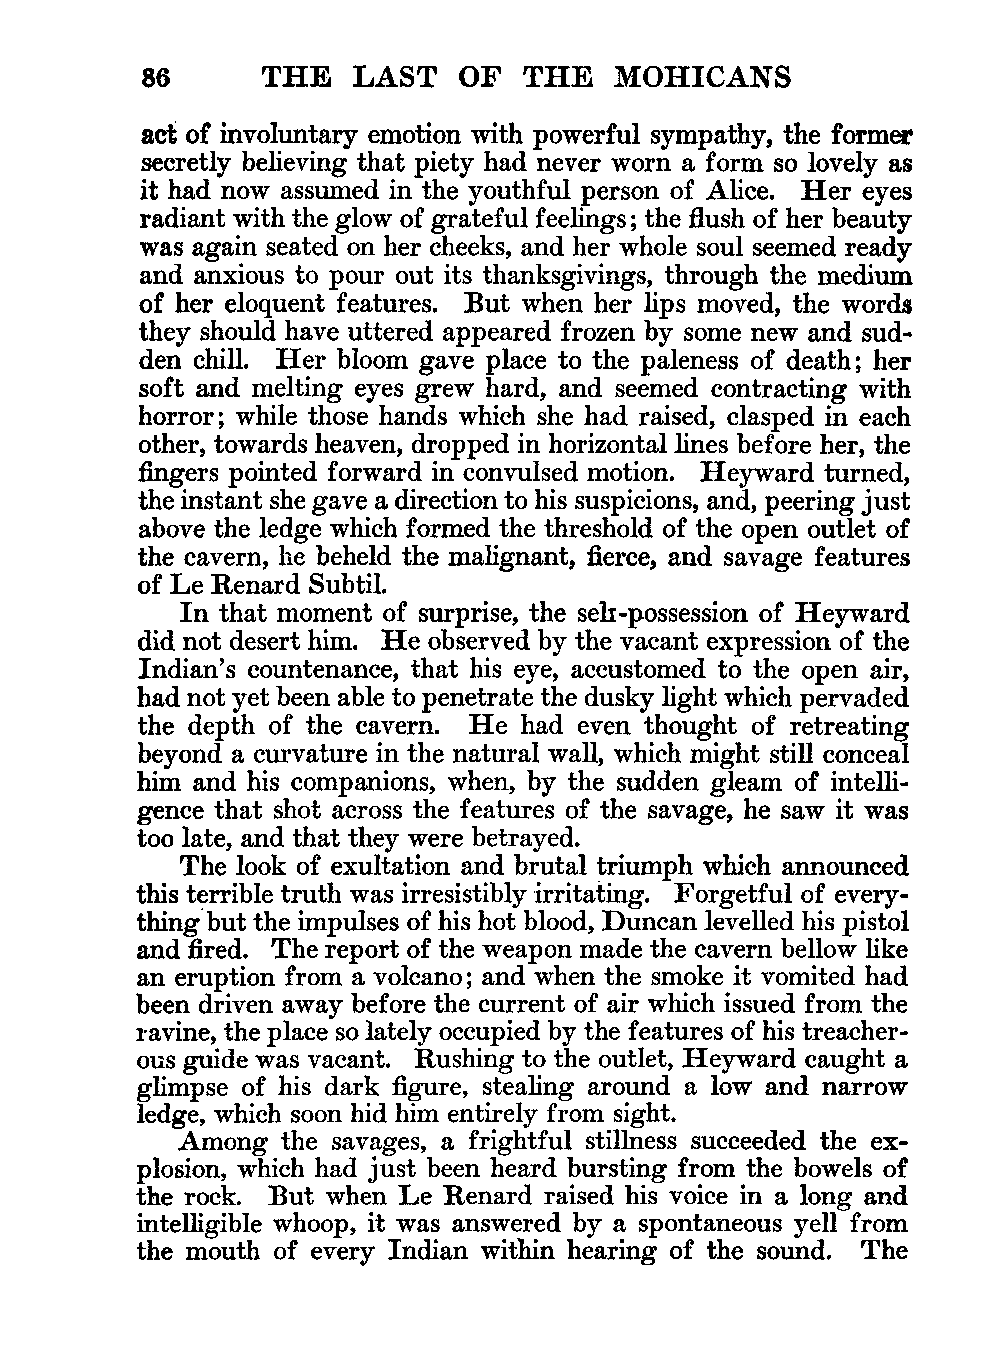 86 THE LAST OF THE MOHICANS
act of involuntary emotion with powerful sympathy, the former
secretly believing that piety had never worn a form so lovely as
it had now assumed in the youthful person of Alice. Her eyes
radiant with the glow of grateful feelings; the flush of her beauty
was again seated on her cheeks, and her whole soul seemed ready
and anxious to pour out its thanksgivings, through the medium
of her eloquent features. But when her lips moved, the words
they should have uttered appeared frozen by some new and sud-
den chill. Her bloom gave place to the paleness of death; her
soft and melting eyes grew hard, and seemed contracting with
horror; while those hands which she had raised, clasped in each
other, towards heaven, dropped in horizontal lines before her, the
fingers pointed forward in convulsed motion. Heyward turned,
the instant she gave a direction to his suspicions, and, peering just
above the ledge which formed the threshold of the open outlet of
the cavern, he beheld the malignant, fierce, and savage features
of Le Renard Subtil.
In that moment of surprise, the self-possession of Heyward
did not desert him. He observed by the vacant expression of the
Indian's countenance, that his eye, accustomed to the open air,
had not yet been able to penetrate the dusky light which pervaded
the depth of the cavern. He had even thought of retreating
beyond a curvature in the natural wall, which might still conceal
him and his companions, when, by the sudden gleam of intelli-
gence that shot across the features of the savage, he saw it was
too late, and that they were betrayed.
The look of exultation and brutal triumph which announced
this terrible truth was irresistibly irritating. Forgetful of every-
thing but the impulses of his hot blood, Duncan levelled his pistol
and fired. The report of the weapon made the cavern bellow like
an eruption from a volcano; and when the smoke it vomited had
been driven away before the current of air which issued from the
ravine, the place so lately occupied by the features of his treacher-
ous guide was vacant. Rushing to the outlet, Heyward caught a
glimpse of his dark figure, stealing around a low and narrow
ledge, which soon hid him entirely from sight.
Among the savages, a frightful stillness succeeded the ex-
plosion, which had just been heard bursting from the bowels of
the rock. But when Le Renard raised his voice in a long and
intelligible whoop, it was answered by a spontaneous yell from
the mouth of every Indian within hearing of the sound. The